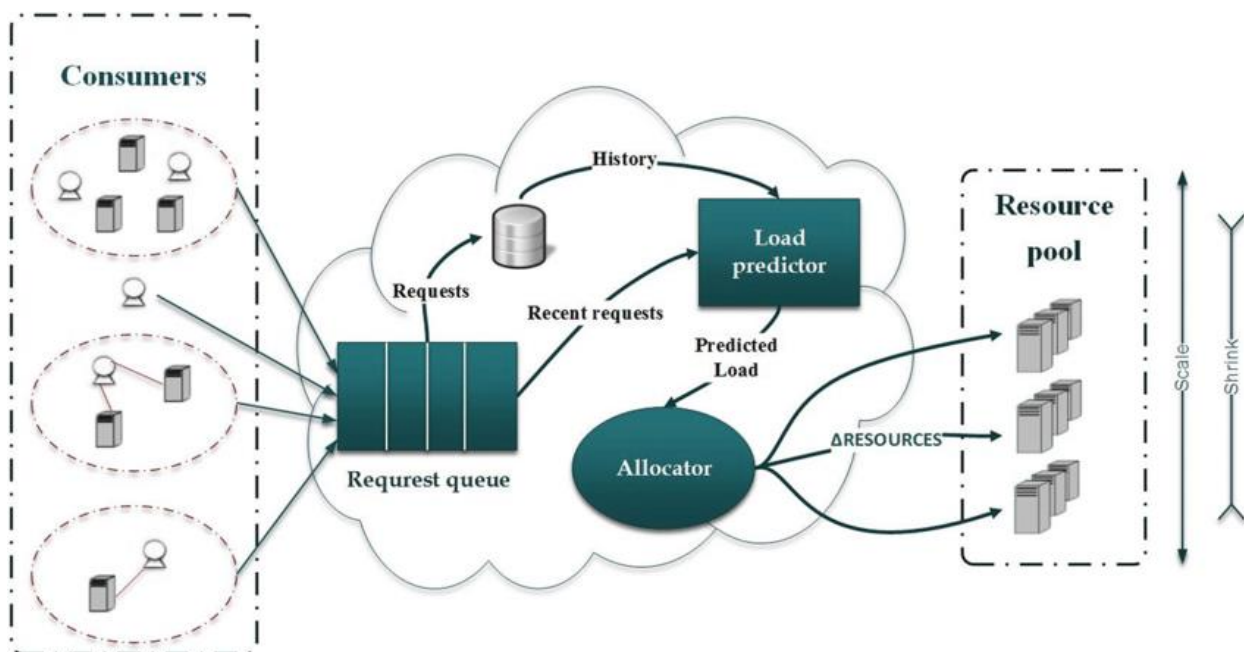 Consumers
History
Requests
Recent requests
Load
predictor
Predicted
Load
Requrest queue
Allocator
ΔRESOURCES
Resource
pool
Scale
Shrink